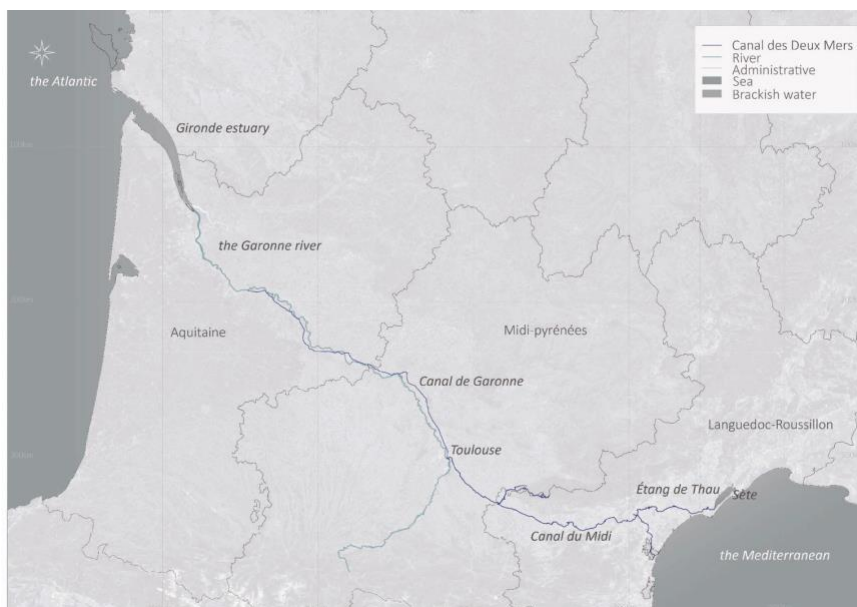 Canal des Deux Mers
River
Administrative
Sea
Brackish water
the Atlantic
Gironde estuary
the Garonne river
Aquitaine
Midi-pyrénées
Canal de Garonne
Languedoc-Roussillon
Toulouse
Étang de Thau
Sète
Canal du Midi
the Mediterranean